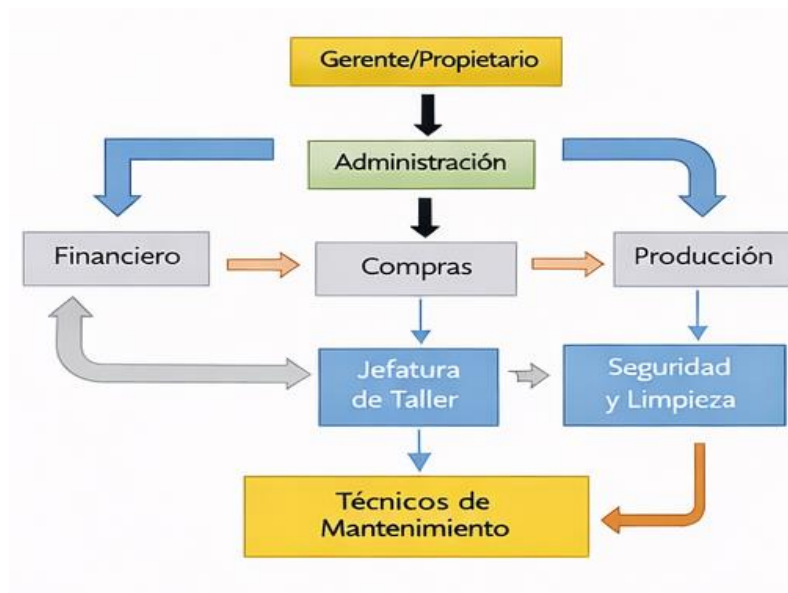 Gerente/Propietario
Administración
Financiero
Compras
Producción
Jefatura
de Taller
Seguridad
y Limpieza
Técnicos de
Mantenimiento